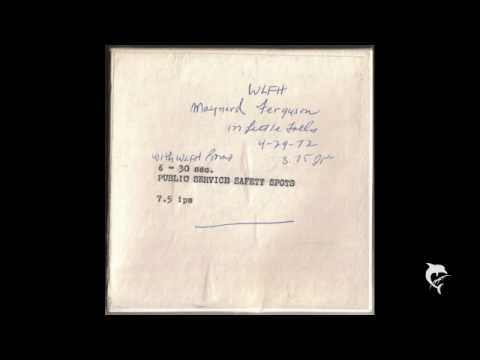 WLFH
Maynard Ferguson
in Little Falls
4-29-72
With WLFH
6 - 30 sec.
PUBLIC SERVICE SAFETY SPOTS
7.5 ips